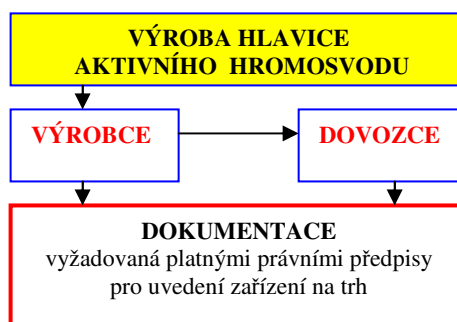 VÝROBA HLAVICE
AKTIVNÍHO HROMOSVODU
VÝROBCE
DOVOZCE
DOKUMENTACE
vyžadovaná platnými právními předpisy
pro uvedení zařízení na trh